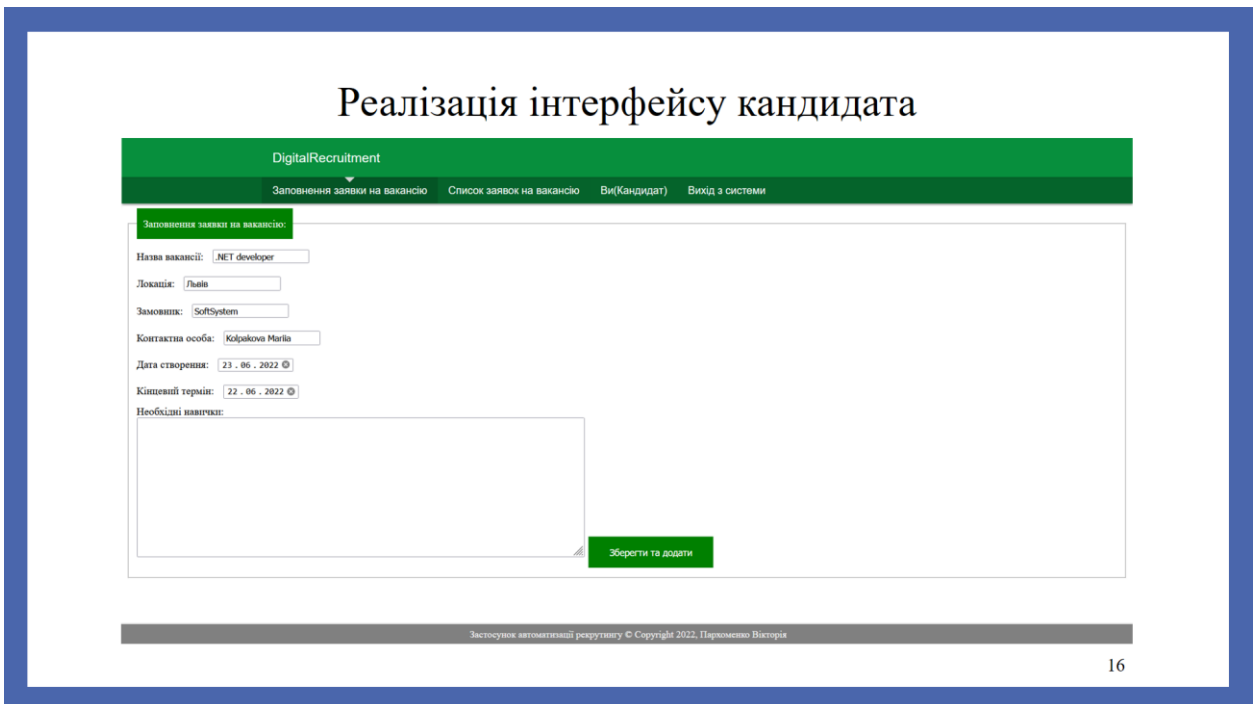 Реалізація інтерфейсу кандидата
DigitalRecruitment
Заповнення заявки на вакансію Список заявок на вакансію Ви(Кандидат) Вихід з системи
Заповнення заявки на вакансію:
Назва вакансії: .NET developer
Локація: Львів
Замовник: SoftSystem
Контактна особа: Kolpakova Mariia
Дата створення: 23 . 06 . 2022
Кінцевий термін: 22 . 06 . 2022
Необхідні навички:
Зберегти та додати
Застосунок автоматизації рекрутингу © Copyright 2022, Пархоменко Вікторія
16